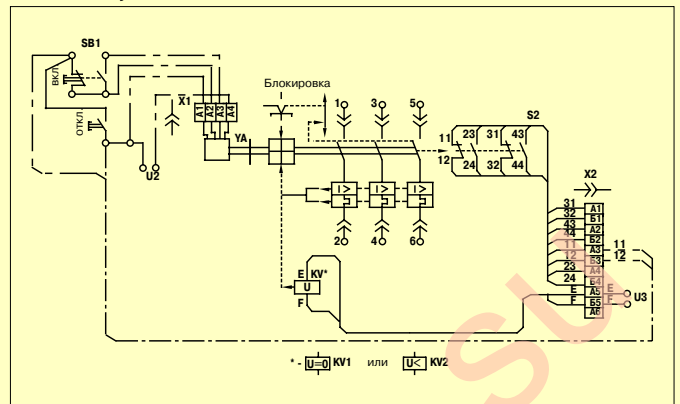 SB1
ВКЛ.
ОТКЛ.
X1
A1 A2 A3 A4
U2
YA
Блокировка
1 3 5
I> I> I>
2 4 6
E KV*
U
F
S2
11 23 31 43
12 24 32 44
X2
31 A1
32 Б1
43 A2
44 Б2
11 A3 11
12 Б3 12
23 A4
24 Б4
E A5 E
F Б5 F
A6
U3
* - U=0 KV1 или U< KV2
SU